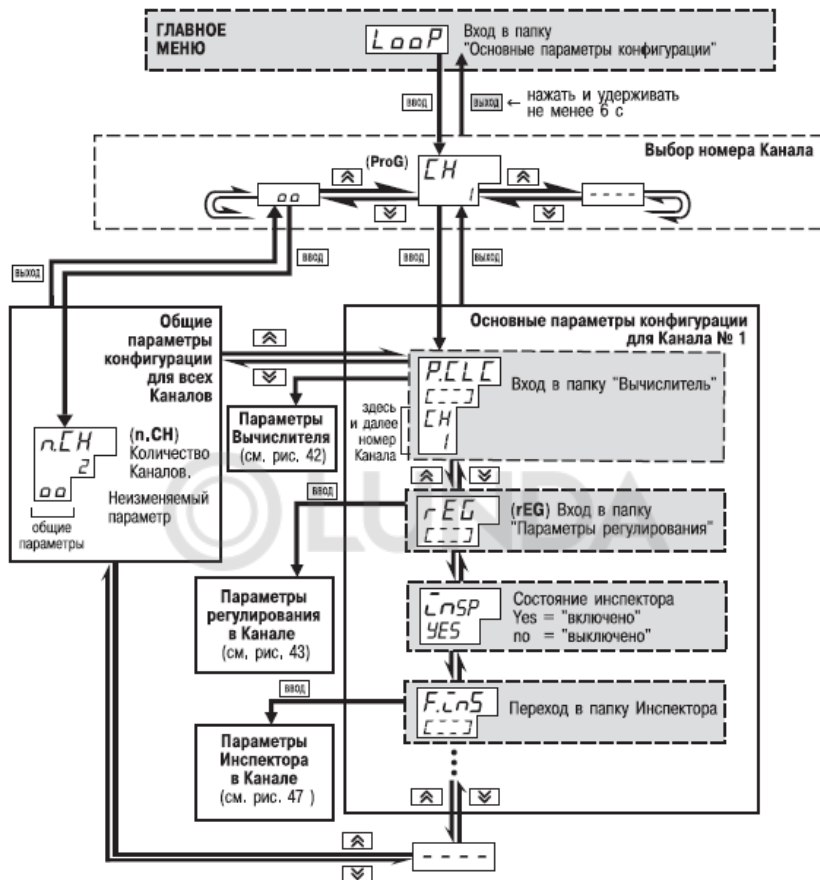 ГЛАВНОЕ
МЕНЮ
LooP
Вход в папку
"Основные параметры конфигурации"
ввод
выход
← нажать и удерживать
не менее 6 с
Выбор номера Канала
(ProG)
CH
1
oo
- - - -
выход
ввод
ввод
выход
Общие
параметры
конфигурации
для всех
Каналов
n.CH
2
oo
(n.CH)
Количество
Каналов.
Неизменяемый
параметр
общие
параметры
Основные параметры конфигурации
для Канала № 1
P.CLC
[---]
CH
1
Вход в папку "Вычислитель"
здесь
и далее
номер
Канала
Параметры
Вычислителя
(см. рис. 42)
ввод
rEG
[---]
(rEG) Вход в папку
"Параметры регулирования"
Параметры
регулирования
в Канале
(см, рис, 43)
inSP
YES
Состояние инспектора
Yes = "включено"
no = "выключено"
ввод
F.inS
[---]
Переход в папку Инспектора
Параметры
Инспектора
в Канале
(см. рис. 47 )
- - - -
LUNDA